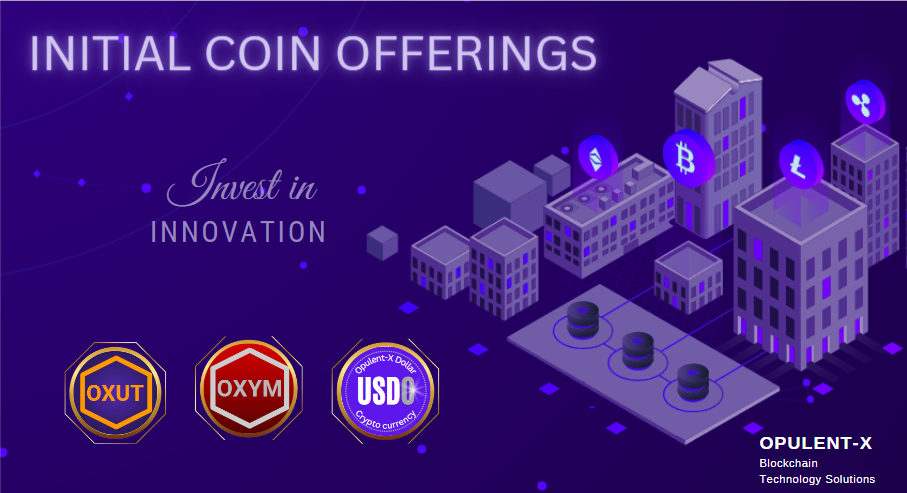 INITIAL COIN OFFERINGS
Invest in
INNOVATION
OXUT
OXYM
Opulent-X Dollar
USDO
Crypto currency
OPULENT-X
Blockchain
Technology Solutions